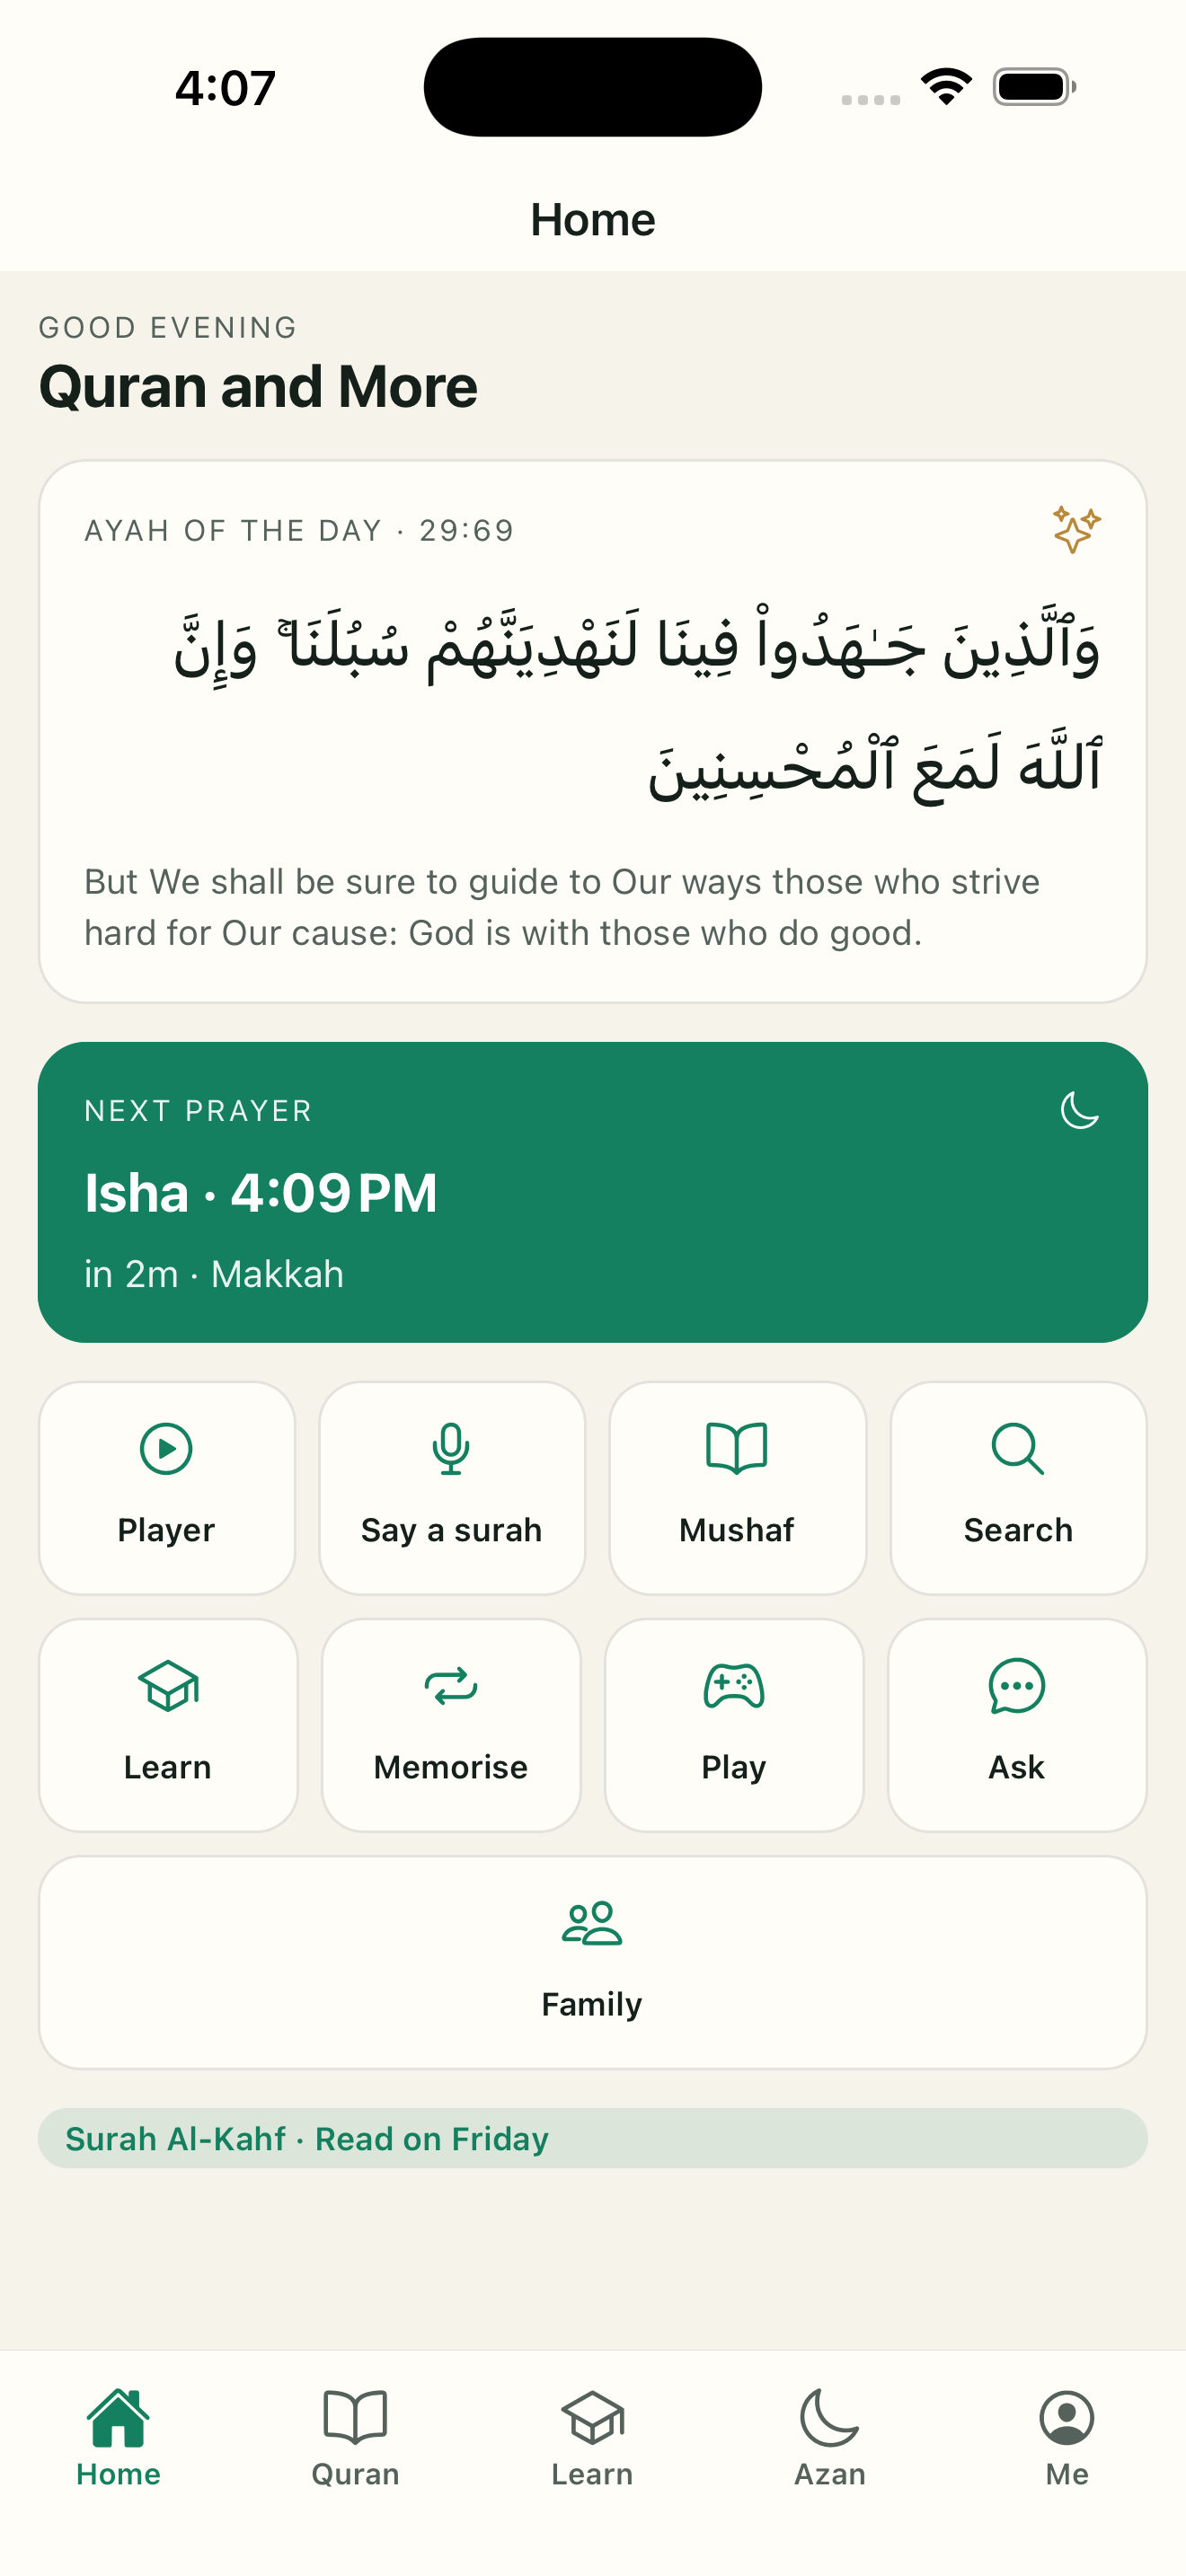 4:07
Home
GOOD EVENING
Quran and More
AYAH OF THE DAY · 29:69
وَٱلَّذِينَ جَـٰهَدُوا۟ فِينَا لَنَهْدِيَنَّهُمْ سُبُلَنَا ۚ وَإِنَّ
ٱللَّهَ لَمَعَ ٱلْمُحْسِنِينَ
But We shall be sure to guide to Our ways those who strive
hard for Our cause: God is with those who do good.
NEXT PRAYER
Isha · 4:09 PM
in 2m · Makkah
Player
Say a surah
Mushaf
Search
Learn
Memorise
Play
Ask
Family
Surah Al-Kahf · Read on Friday
Home
Quran
Learn
Azan
Me